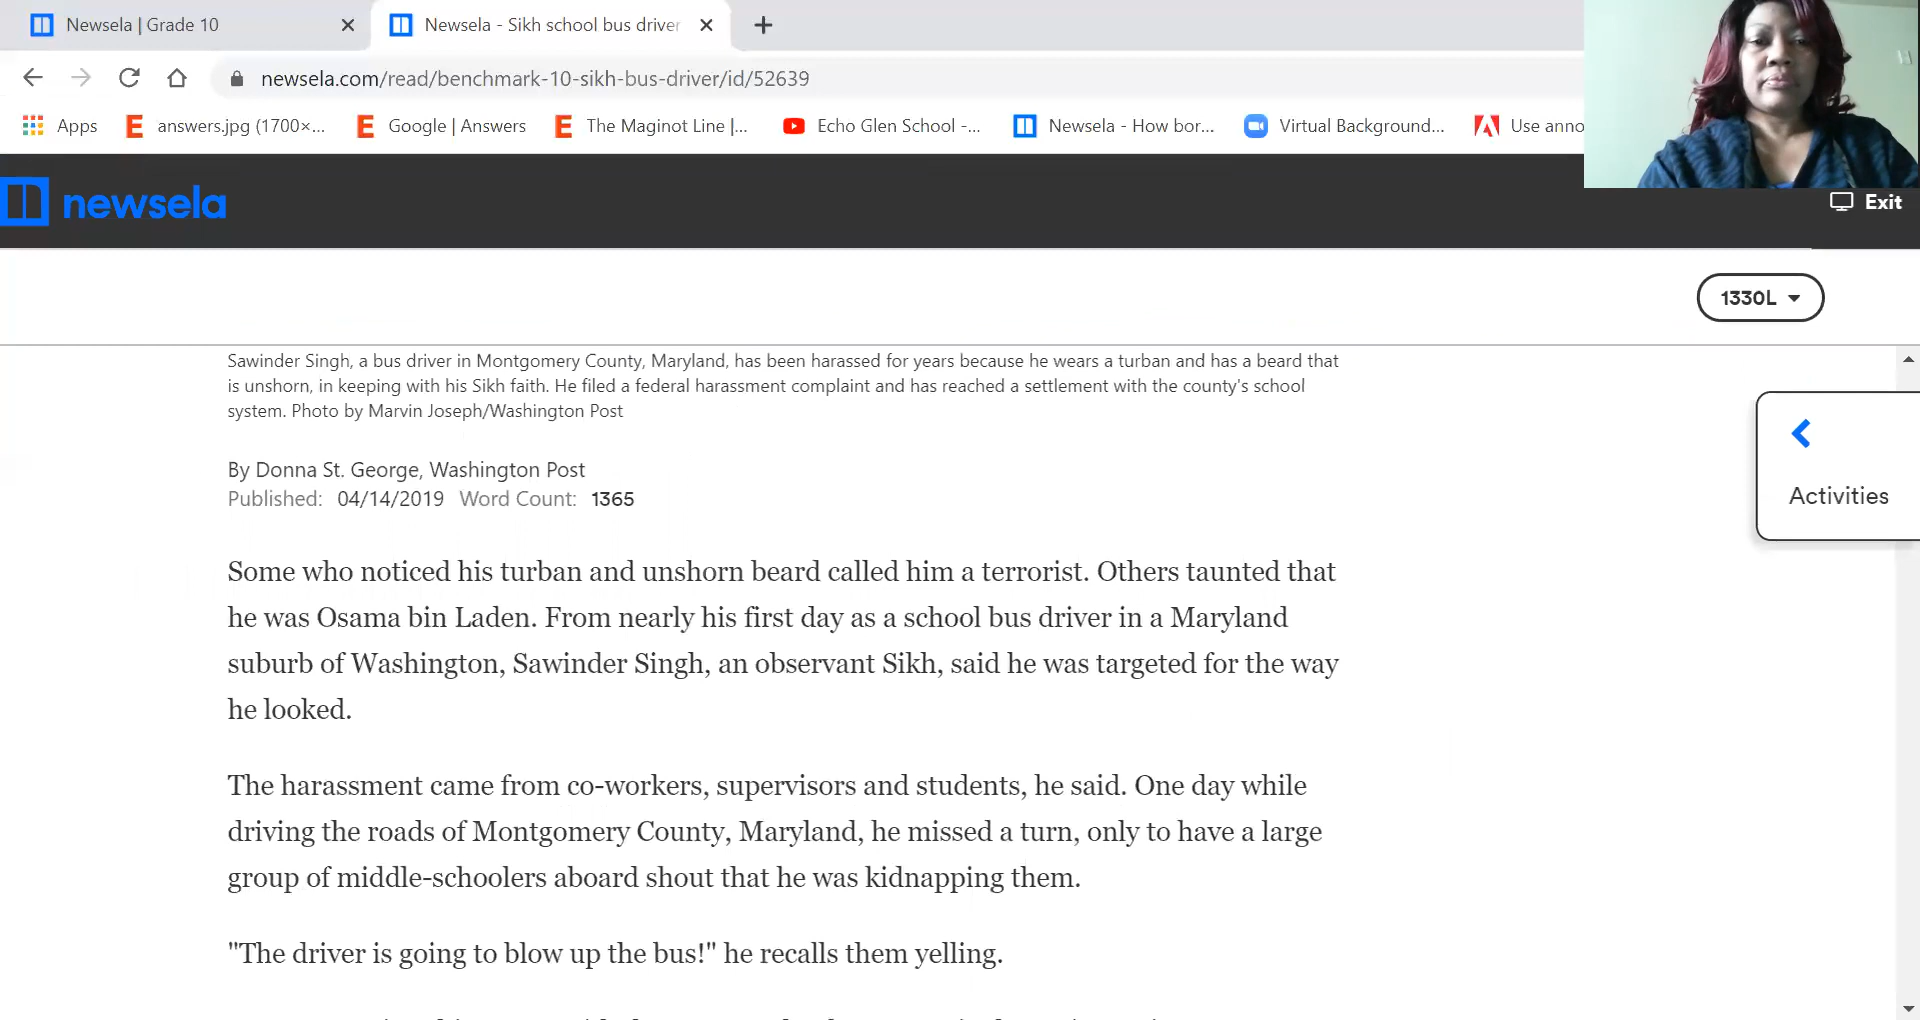 Newsela | Grade 10
Newsela - Sikh school bus driver
newsela.com/read/benchmark-10-sikh-bus-driver/id/52639
Apps
answers.jpg (1700×...
Google | Answers
The Maginot Line |...
Echo Glen School -...
Newsela - How bor...
Virtual Background...
Use anno
newsela
Exit
1330L
Sawinder Singh, a bus driver in Montgomery County, Maryland, has been harassed for years because he wears a turban and has a beard that
is unshorn, in keeping with his Sikh faith. He filed a federal harassment complaint and has reached a settlement with the county's school
system. Photo by Marvin Joseph/Washington Post
Activities
By Donna St. George, Washington Post
Published: 04/14/2019 Word Count: 1365
Some who noticed his turban and unshorn beard called him a terrorist. Others taunted that
he was Osama bin Laden. From nearly his first day as a school bus driver in a Maryland
suburb of Washington, Sawinder Singh, an observant Sikh, said he was targeted for the way
he looked.
The harassment came from co-workers, supervisors and students, he said. One day while
driving the roads of Montgomery County, Maryland, he missed a turn, only to have a large
group of middle-schoolers aboard shout that he was kidnapping them.
"The driver is going to blow up the bus!" he recalls them yelling.